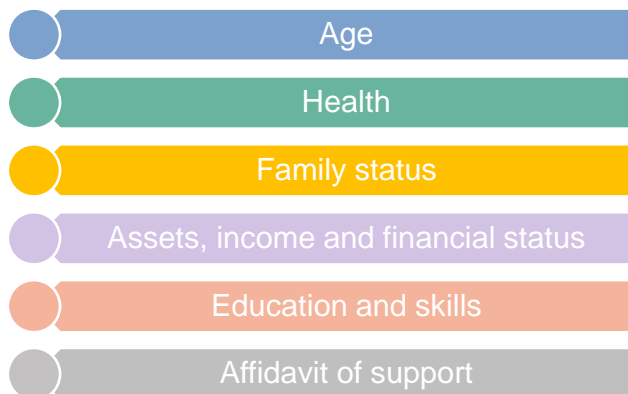 Age
Health
Family status
Assets, income and financial status
Education and skills
Affidavit of support